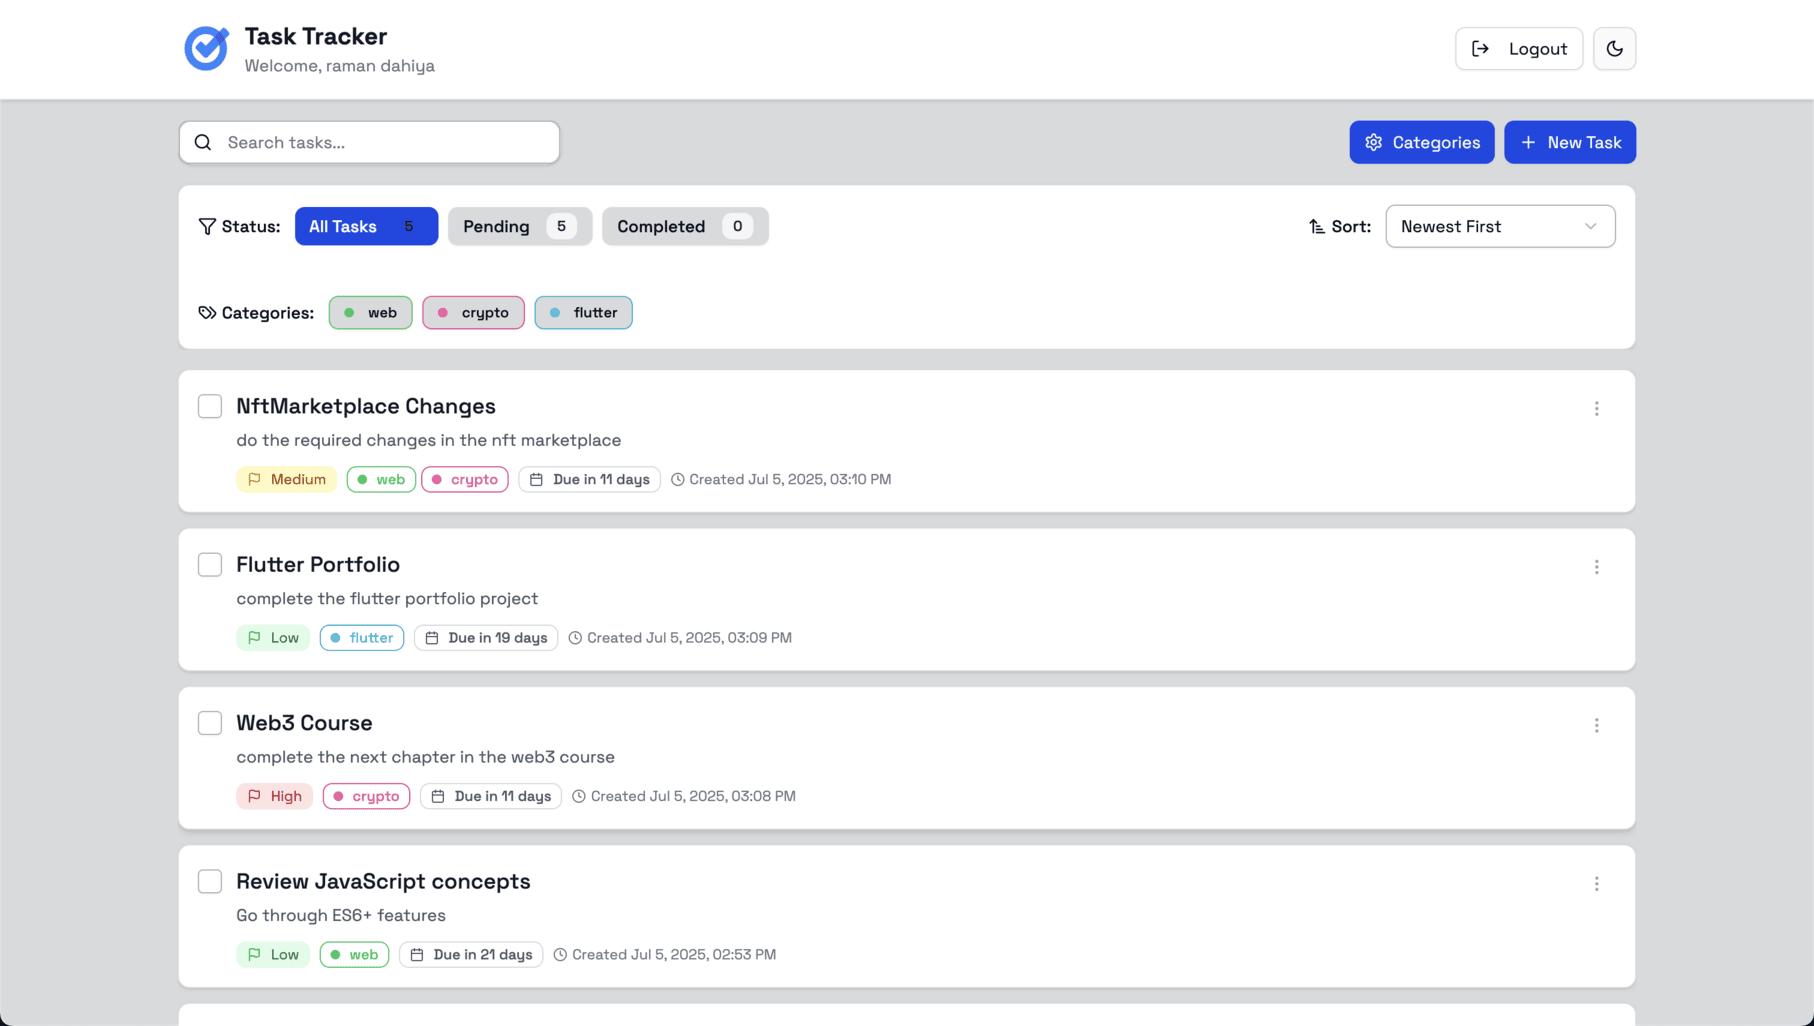 Task Tracker
Welcome, raman dahiya
Logout
Search tasks...
Categories
New Task
Status: All Tasks 5 Pending 5 Completed 0 Sort: Newest First
Categories: web crypto flutter
NftMarketplace Changes
do the required changes in the nft marketplace
Medium web crypto Due in 11 days Created Jul 5, 2025, 03:10 PM
Flutter Portfolio
complete the flutter portfolio project
Low flutter Due in 19 days Created Jul 5, 2025, 03:09 PM
Web3 Course
complete the next chapter in the web3 course
High crypto Due in 11 days Created Jul 5, 2025, 03:08 PM
Review JavaScript concepts
Go through ES6+ features
Low web Due in 21 days Created Jul 5, 2025, 02:53 PM